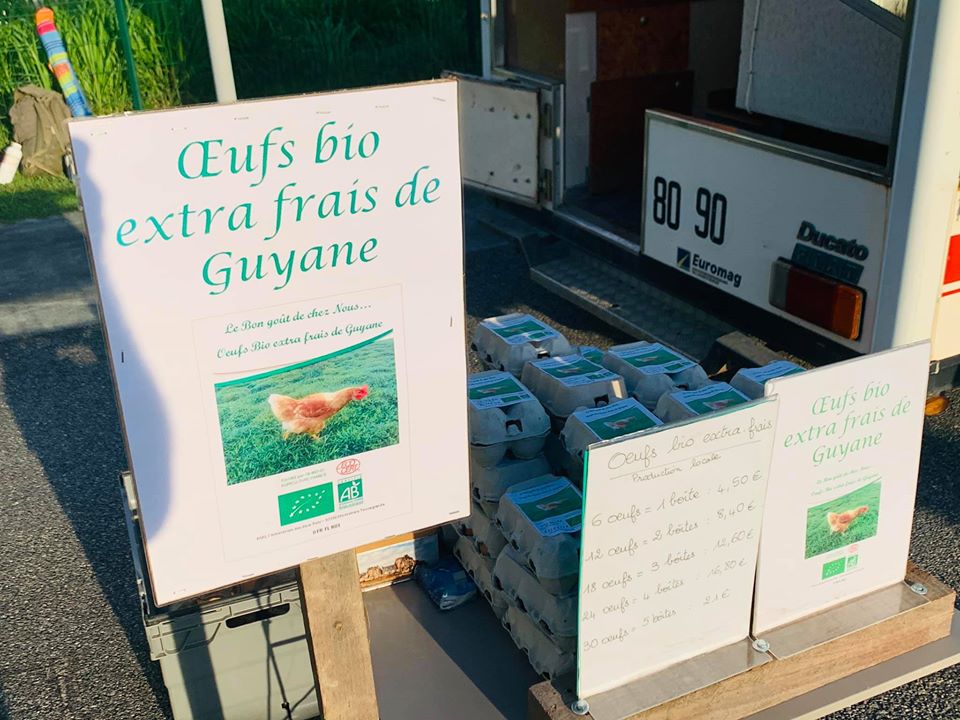 Œufs bio
extra frais de
Guyane
Le Bon goût de chez Nous...
Oeufs Bio extra frais de Guyane
AB
80 90
Ducato
Euromag
Oeufs bio extra-frais
Production locale
6 oeufs = 1 boîte : 4,50 €
12 oeufs = 2 boîtes : 8,40 €
18 oeufs = 3 boîtes : 12,60 €
24 oeufs = 4 boîtes : 16,80 €
30 oeufs = 5 boîtes : 21 €
Œufs bio
extra frais de
Guyane